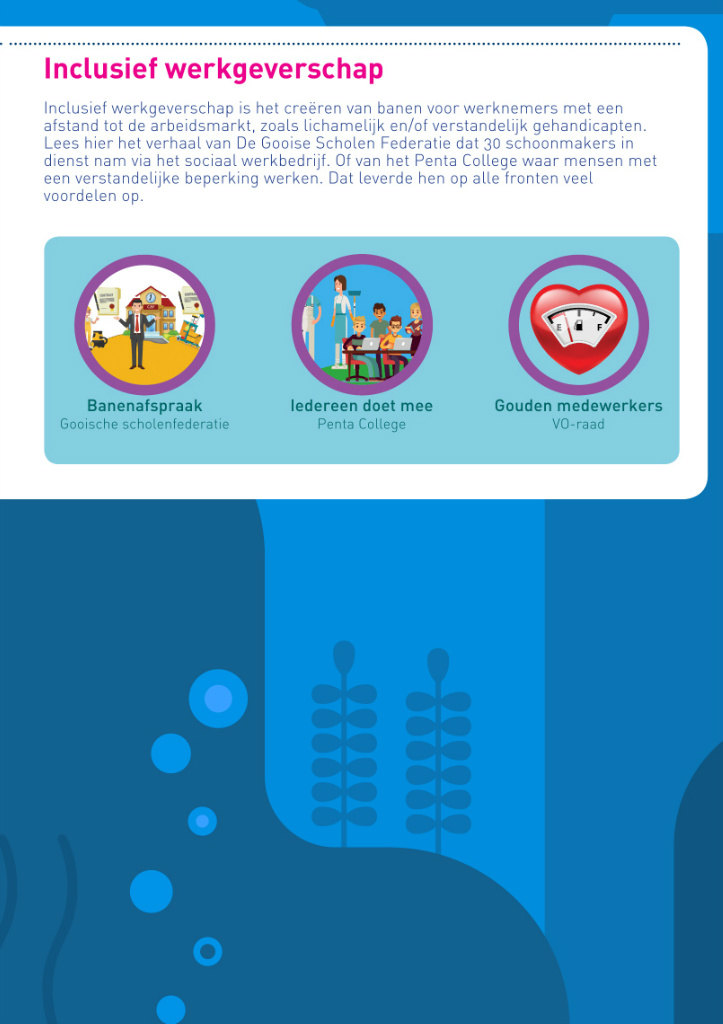 Inclusief werkgeverschap
Inclusief werkgeverschap is het creëren van banen voor werknemers met een
afstand tot de arbeidsmarkt, zoals lichamelijk en/of verstandelijk gehandicapten.
Lees hier het verhaal van De Gooise Scholen Federatie dat 30 schoonmakers in
dienst nam via het sociaal werkbedrijf. Of van het Penta College waar mensen met
een verstandelijke beperking werken. Dat leverde hen op alle fronten veel
voordelen op.
E F
Banenafspraak
Gooische scholenfederatie
Iedereen doet mee
Penta College
Gouden medewerkers
VO-raad